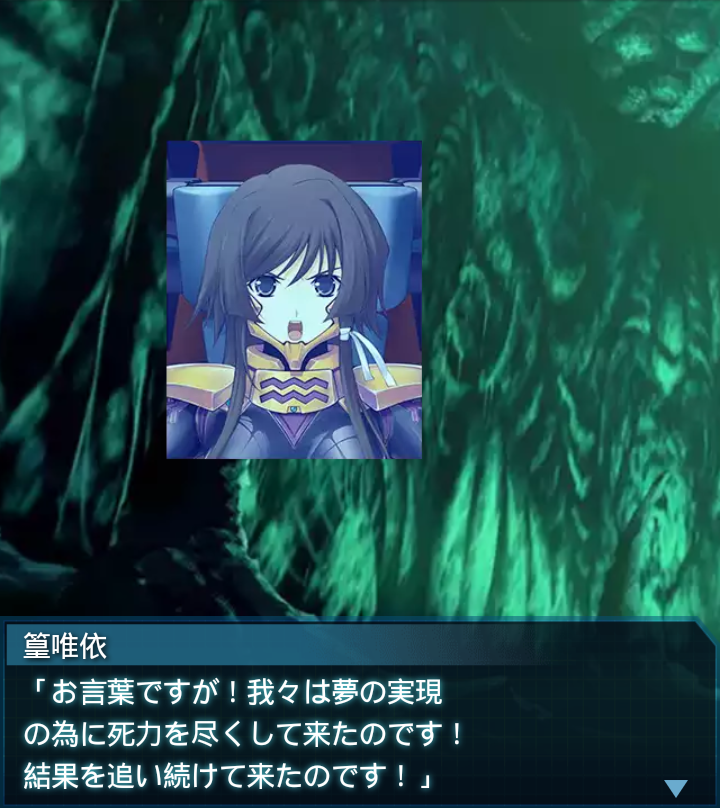 篁唯依
「お言葉ですが！我々は夢の実現
の為に死力を尽くして来たのです！
結果を追い続けて来たのです！」